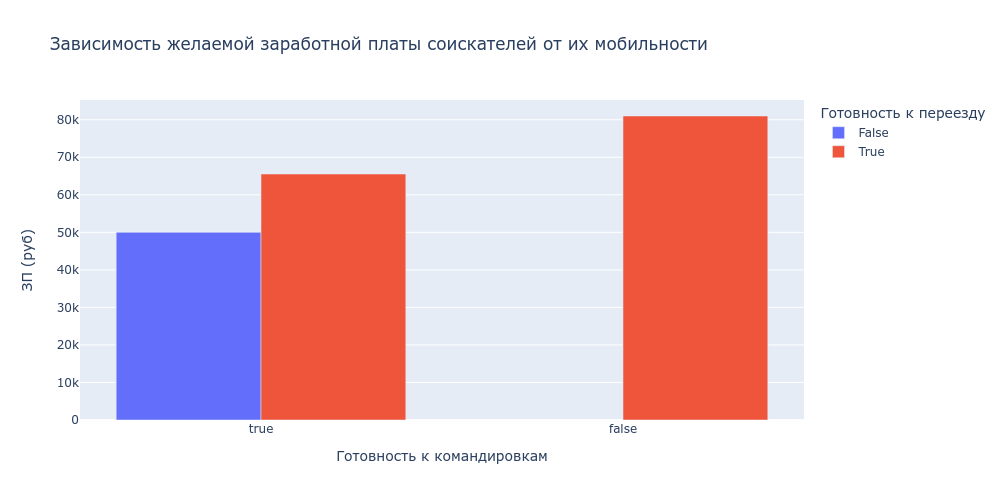 Зависимость желаемой заработной платы соискателей от их мобильности
Готовность к переезду
False
True
80k
70k
60k
50k
40k
30k
20k
10k
0
ЗП (руб)
true
false
Готовность к командировкам